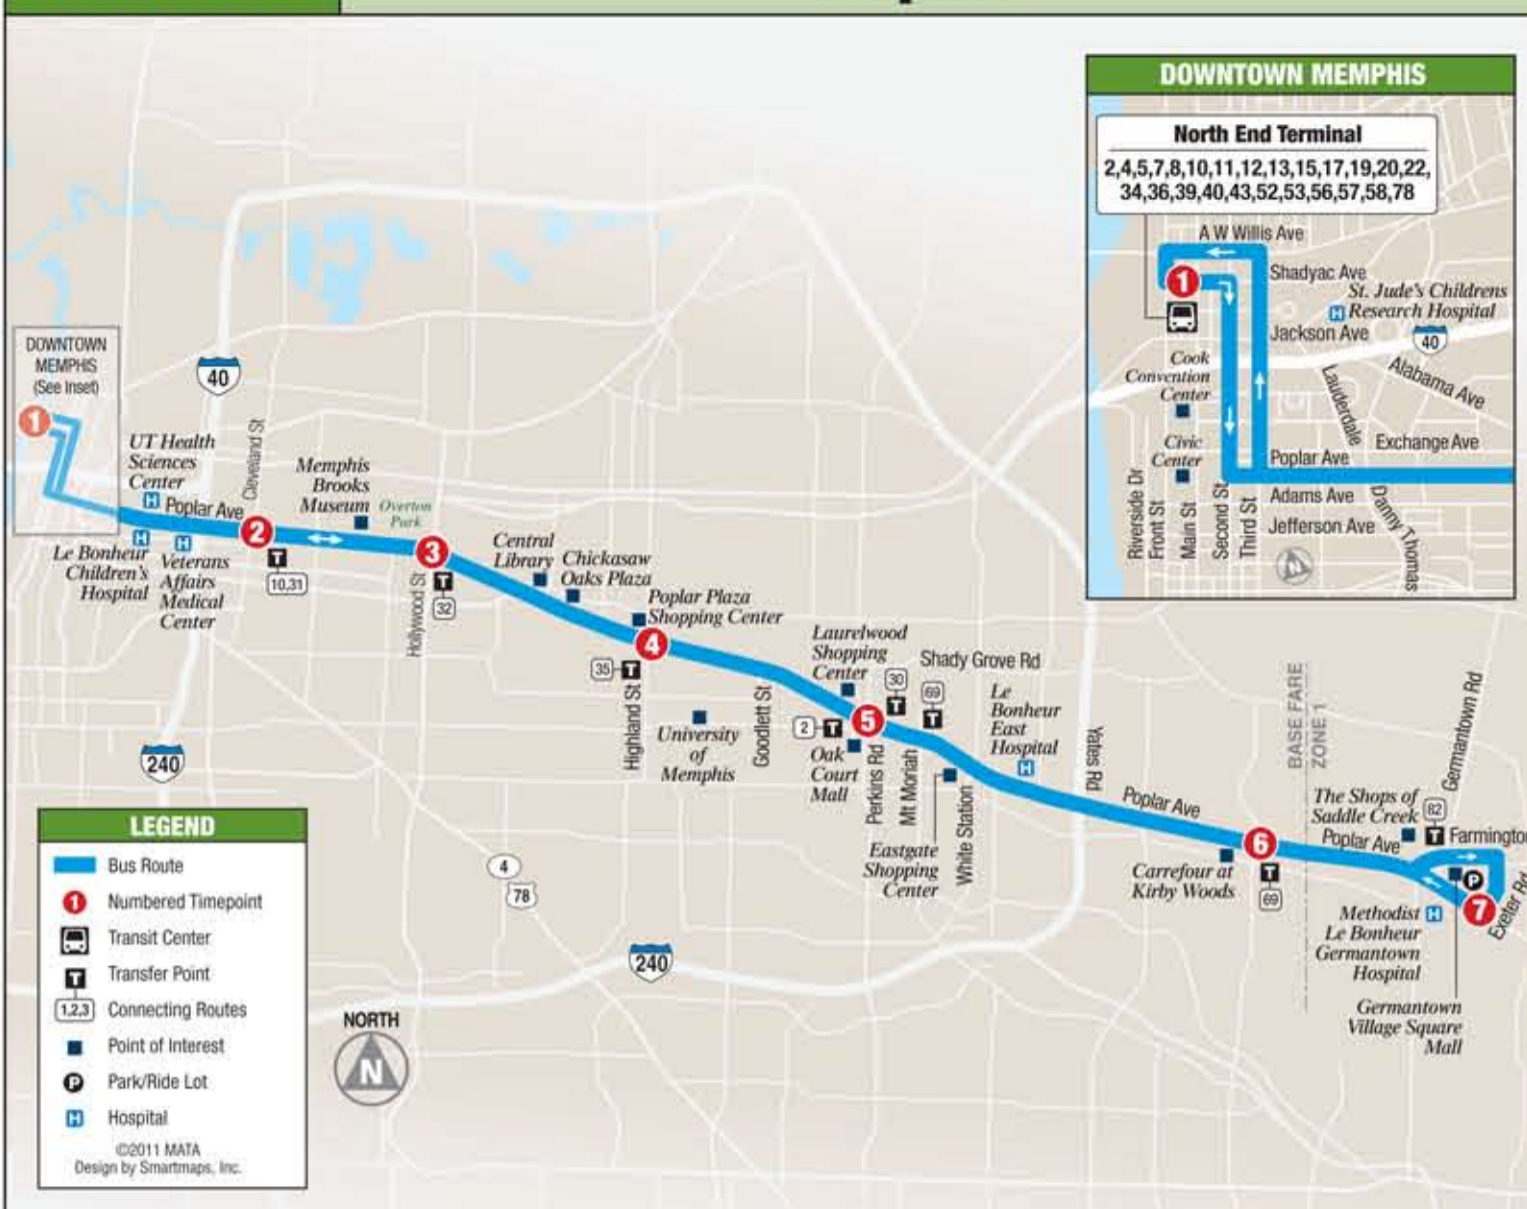 DOWNTOWN MEMPHIS
North End Terminal
2,4,5,7,8,10,11,12,13,15,17,19,20,22,
34,36,39,40,43,52,53,56,57,58,78
A W Willis Ave
1
Shadyac Ave
St. Jude's Childrens
H Research Hospital
Jackson Ave
40
Cook
Convention
Center
Alabama Ave
Lauderdale
Civic
Center
Exchange Ave
Poplar Ave
Adams Ave
Jefferson Ave
Danny Thomas
Riverside Dr
Front St
Main St
Second St
Third St
N
DOWNTOWN
MEMPHIS
(See Inset)
1
40
UT Health
Sciences
Center
H
Poplar Ave
Cleveland St
2
T
10,31
H
Le Bonheur
Children's
Hospital
H
Veterans
Affairs
Medical
Center
Memphis
Brooks
Museum
Overton
Park
3
T
32
Hollywood St
Central
Library
Chickasaw
Oaks Plaza
Poplar Plaza
Shopping Center
4
35
T
Highland St
University
of
Memphis
Goodlett St
Laurelwood
Shopping
Center
30
T
69
T
Shady Grove Rd
5
2
T
Oak
Court
Mall
Perkins Rd
Mt Moriah
Eastgate
Shopping
Center
White Station
Le
Bonheur
East
Hospital
H
Yates Rd
Poplar Ave
6
T
69
Carrefour at
Kirby Woods
BASE FARE
ZONE 1
Germantown Rd
The Shops of
Saddle Creek
82
T
Farmington
Poplar Ave
P
7
Exeter Rd
Methodist H
Le Bonheur
Germantown
Hospital
Germantown
Village Square
Mall
240
4
78
240
NORTH
N
LEGEND
Bus Route
1 Numbered Timepoint
Transit Center
T Transfer Point
1,2,3 Connecting Routes
Point of Interest
P Park/Ride Lot
H Hospital
©2011 MATA
Design by Smartmaps, Inc.